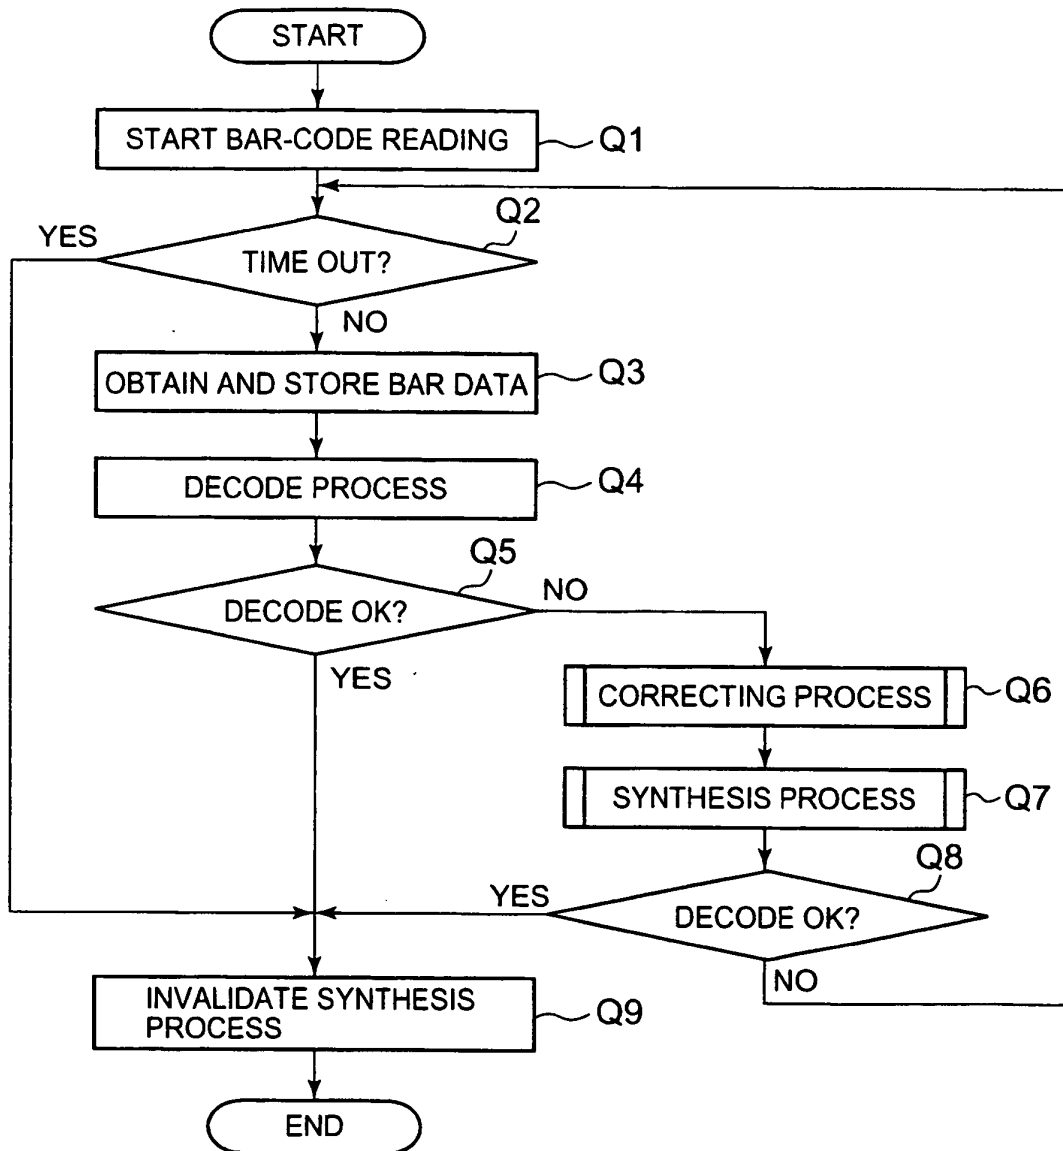 START
START BAR-CODE READING
Q1
YES
Q2
TIME OUT?
NO
OBTAIN AND STORE BAR DATA
Q3
DECODE PROCESS
Q4
Q5
DECODE OK?
NO
YES
CORRECTING PROCESS
Q6
SYNTHESIS PROCESS
Q7
Q8
YES
DECODE OK?
NO
INVALIDATE SYNTHESIS
PROCESS
Q9
END